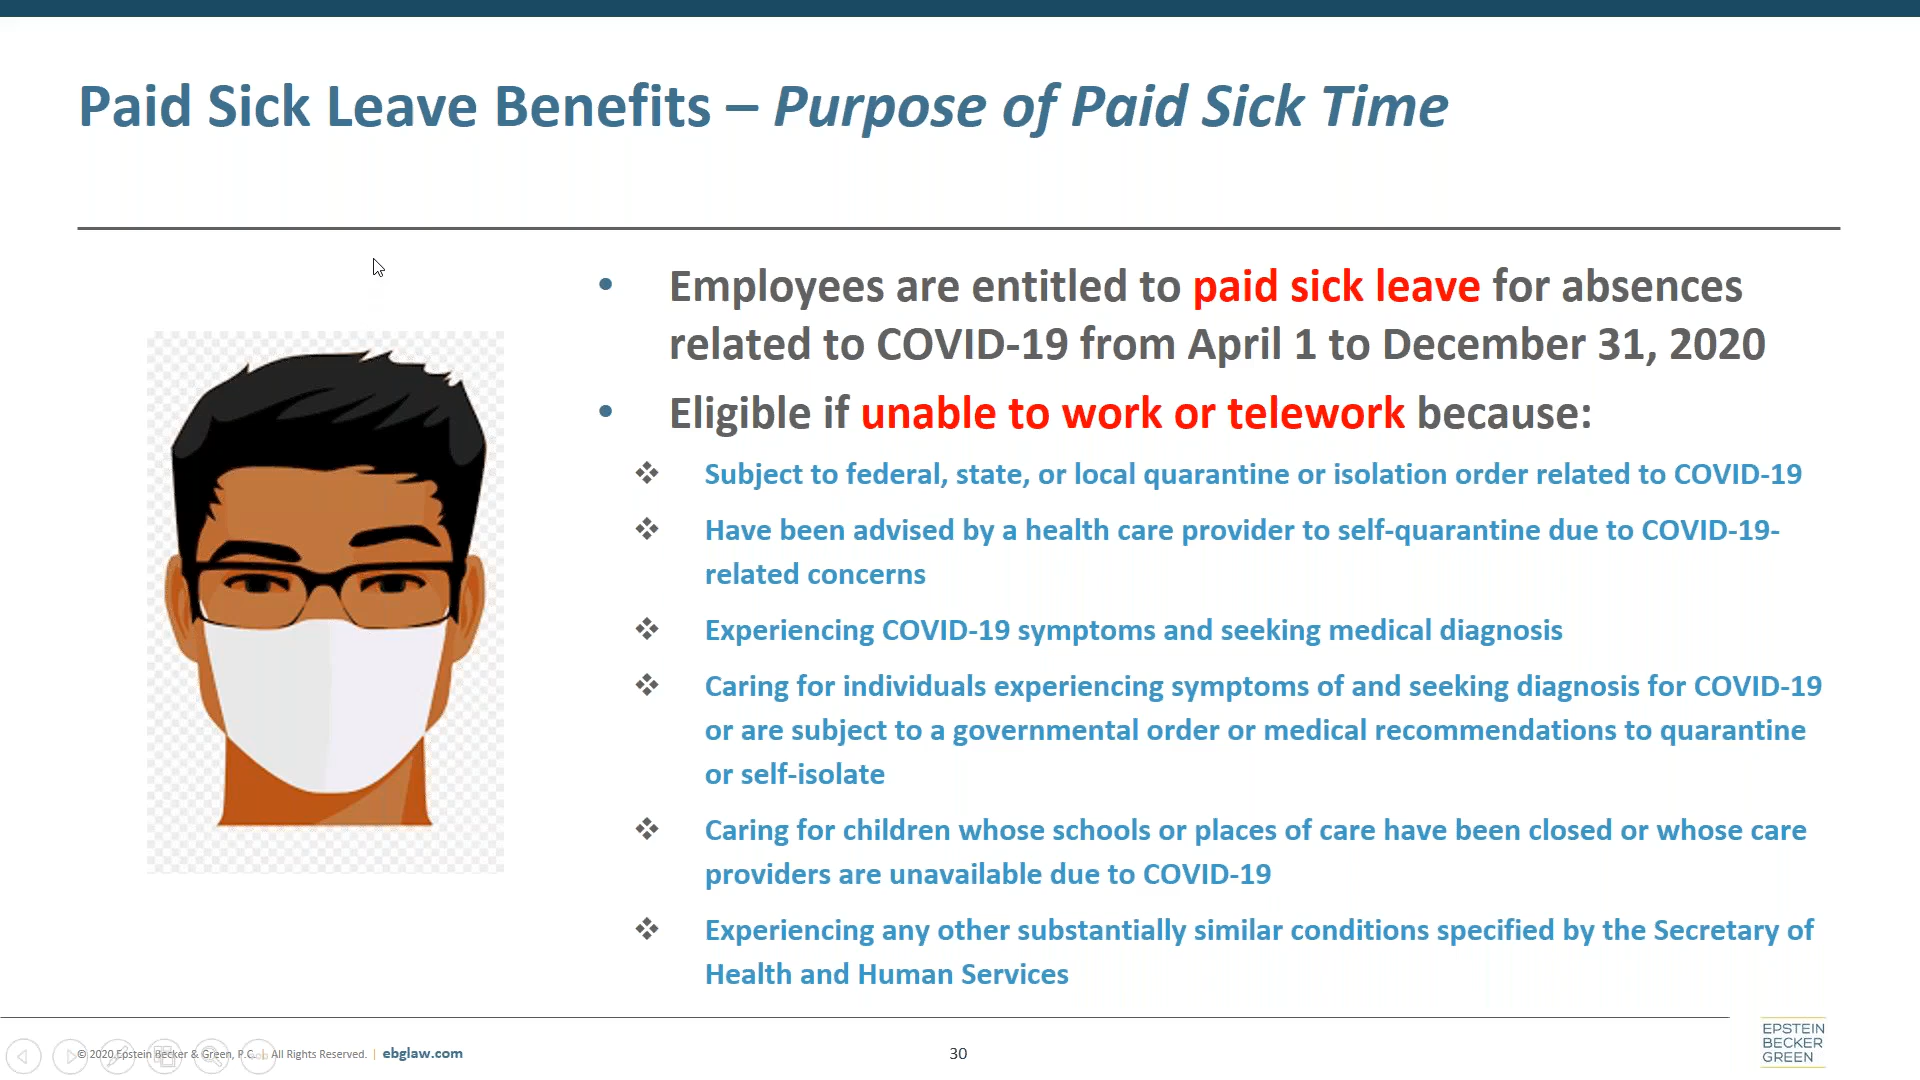 Paid Sick Leave Benefits – Purpose of Paid Sick Time
• Employees are entitled to paid sick leave for absences
related to COVID-19 from April 1 to December 31, 2020
• Eligible if unable to work or telework because:
❖ Subject to federal, state, or local quarantine or isolation order related to COVID-19
❖ Have been advised by a health care provider to self-quarantine due to COVID-19-
related concerns
❖ Experiencing COVID-19 symptoms and seeking medical diagnosis
❖ Caring for individuals experiencing symptoms of and seeking diagnosis for COVID-19
or are subject to a governmental order or medical recommendations to quarantine
or self-isolate
❖ Caring for children whose schools or places of care have been closed or whose care
providers are unavailable due to COVID-19
❖ Experiencing any other substantially similar conditions specified by the Secretary of
Health and Human Services
© 2020 Epstein Becker & Green, P.C. | All Rights Reserved. | ebglaw.com
30
EPSTEIN
BECKER
GREEN